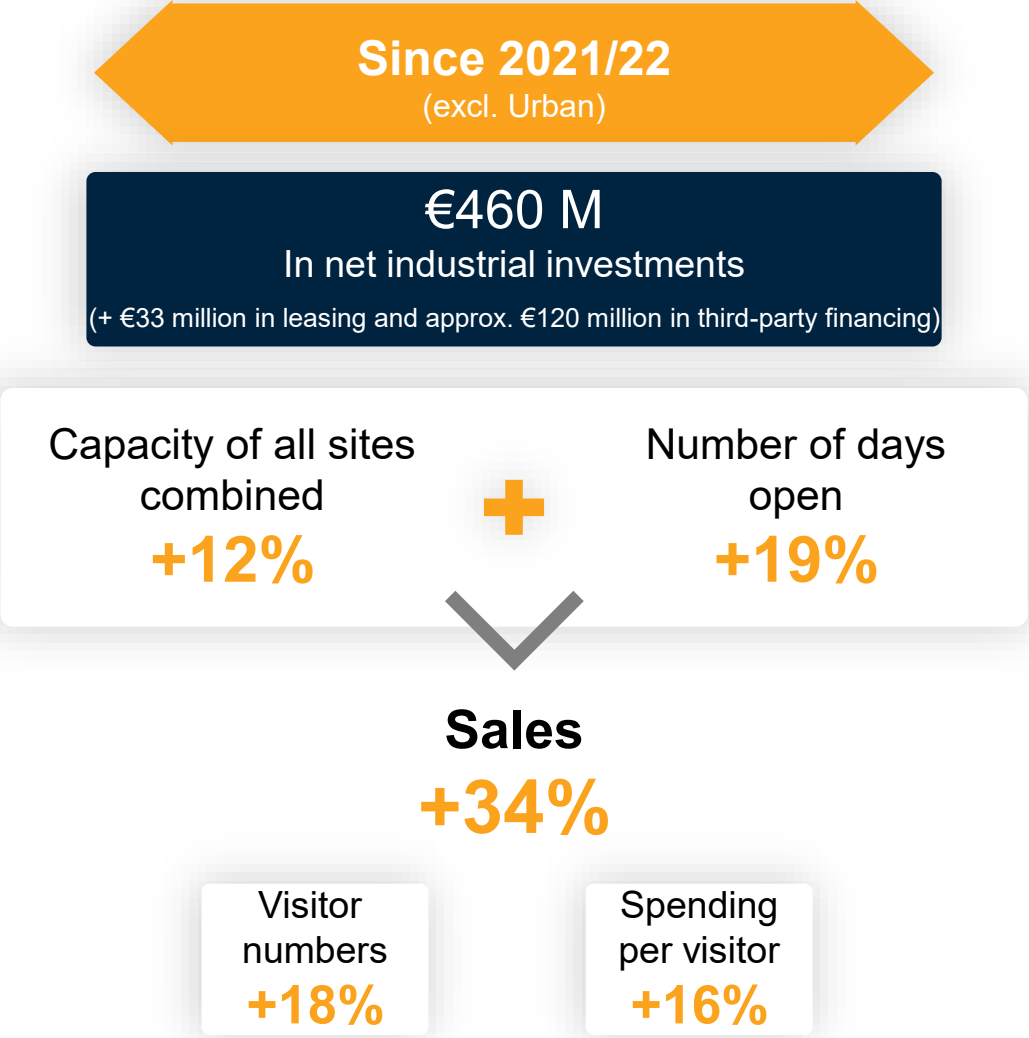 Since 2021/22
(excl. Urban)
€460 M
In net industrial investments
(+ €33 million in leasing and approx. €120 million in third-party financing)
Capacity of all sites
combined
+12%
Number of days
open
+19%
Sales
+34%
Visitor
numbers
+18%
Spending
per visitor
+16%